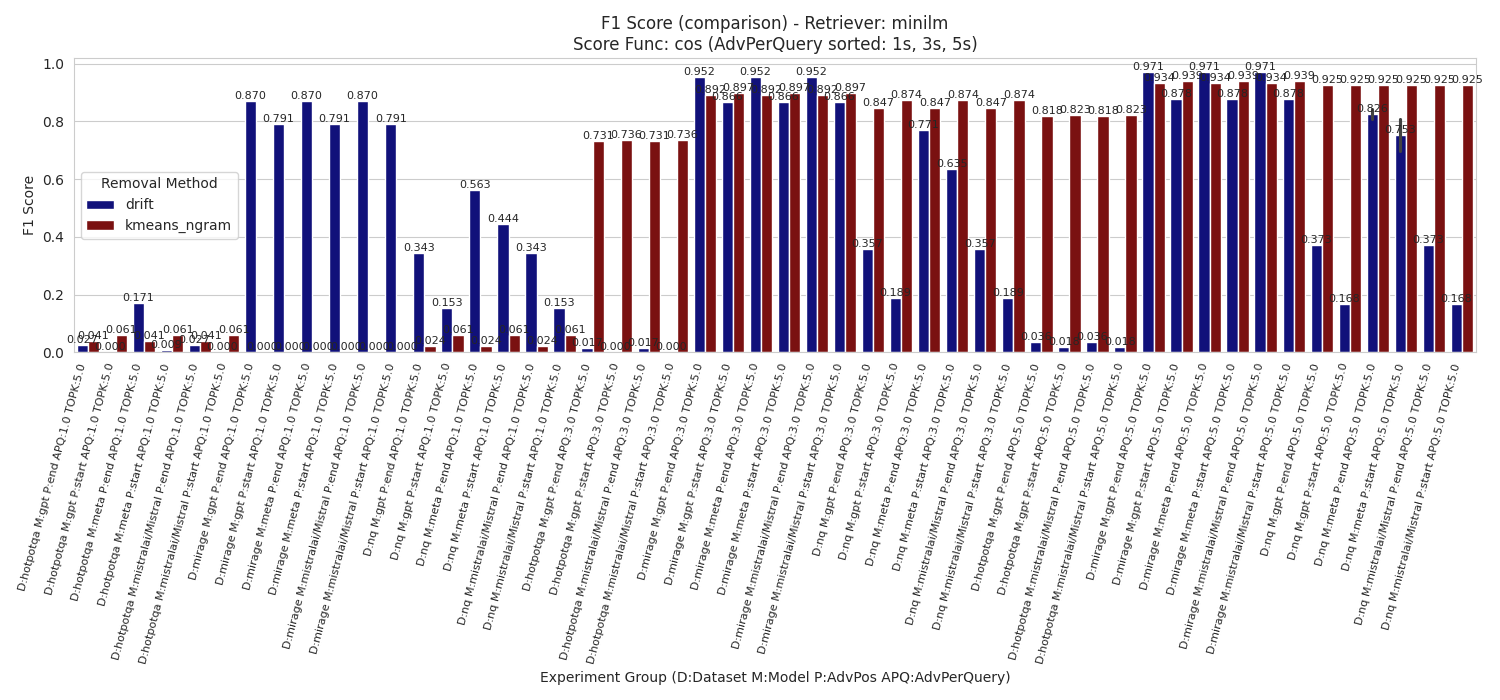 F1 Score (comparison) - Retriever: minilm
Score Func: cos (AdvPerQuery sorted: 1s, 3s, 5s)
F1 Score
1.0
0.8
0.6
0.4
0.2
0.0
Removal Method
drift
kmeans_ngram
0.041
0.061
0.171
0.061
0.041
0.061
0.870
0.791
0.870
0.791
0.870
0.791
0.343
0.153
0.061
0.563
0.444
0.061
0.343
0.153
0.061
0.731
0.736
0.731
0.736
0.952
0.897
0.952
0.897
0.952
0.897
0.847
0.874
0.847
0.874
0.847
0.874
0.818
0.823
0.818
0.823
0.971
0.939
0.971
0.939
0.971
0.939
0.925
0.925
0.925
0.925
0.925
0.925
D:hotpotqa M:gpt P:end APQ:1.0 TOPK:5.0
D:hotpotqa M:gpt P:start APQ:1.0 TOPK:5.0
D:hotpotqa M:meta P:end APQ:1.0 TOPK:5.0
D:hotpotqa M:meta P:start APQ:1.0 TOPK:5.0
D:hotpotqa M:mistralai/Mistral P:end APQ:1.0 TOPK:5.0
D:hotpotqa M:mistralai/Mistral P:start APQ:1.0 TOPK:5.0
D:mirage M:gpt P:end APQ:1.0 TOPK:5.0
D:mirage M:gpt P:start APQ:1.0 TOPK:5.0
D:mirage M:meta P:end APQ:1.0 TOPK:5.0
D:mirage M:meta P:start APQ:1.0 TOPK:5.0
D:mirage M:mistralai/Mistral P:end APQ:1.0 TOPK:5.0
D:mirage M:mistralai/Mistral P:start APQ:1.0 TOPK:5.0
D:nq M:gpt P:end APQ:1.0 TOPK:5.0
D:nq M:gpt P:start APQ:1.0 TOPK:5.0
D:nq M:meta P:end APQ:1.0 TOPK:5.0
D:nq M:meta P:start APQ:1.0 TOPK:5.0
D:nq M:mistralai/Mistral P:end APQ:1.0 TOPK:5.0
D:nq M:mistralai/Mistral P:start APQ:1.0 TOPK:5.0
D:hotpotqa M:gpt P:end APQ:3.0 TOPK:5.0
D:hotpotqa M:gpt P:start APQ:3.0 TOPK:5.0
D:hotpotqa M:mistralai/Mistral P:end APQ:3.0 TOPK:5.0
D:hotpotqa M:mistralai/Mistral P:start APQ:3.0 TOPK:5.0
D:mirage M:gpt P:end APQ:3.0 TOPK:5.0
D:mirage M:gpt P:start APQ:3.0 TOPK:5.0
D:mirage M:meta P:end APQ:3.0 TOPK:5.0
D:mirage M:meta P:start APQ:3.0 TOPK:5.0
D:mirage M:mistralai/Mistral P:end APQ:3.0 TOPK:5.0
D:mirage M:mistralai/Mistral P:start APQ:3.0 TOPK:5.0
D:nq M:gpt P:end APQ:3.0 TOPK:5.0
D:nq M:gpt P:start APQ:3.0 TOPK:5.0
D:nq M:meta P:end APQ:3.0 TOPK:5.0
D:nq M:meta P:start APQ:3.0 TOPK:5.0
D:nq M:mistralai/Mistral P:end APQ:3.0 TOPK:5.0
D:nq M:mistralai/Mistral P:start APQ:3.0 TOPK:5.0
D:hotpotqa M:gpt P:end APQ:5.0 TOPK:5.0
D:hotpotqa M:gpt P:start APQ:5.0 TOPK:5.0
D:hotpotqa M:mistralai/Mistral P:end APQ:5.0 TOPK:5.0
D:hotpotqa M:mistralai/Mistral P:start APQ:5.0 TOPK:5.0
D:mirage M:gpt P:end APQ:5.0 TOPK:5.0
D:mirage M:gpt P:start APQ:5.0 TOPK:5.0
D:mirage M:meta P:end APQ:5.0 TOPK:5.0
D:mirage M:meta P:start APQ:5.0 TOPK:5.0
D:mirage M:mistralai/Mistral P:end APQ:5.0 TOPK:5.0
D:mirage M:mistralai/Mistral P:start APQ:5.0 TOPK:5.0
D:nq M:gpt P:end APQ:5.0 TOPK:5.0
D:nq M:gpt P:start APQ:5.0 TOPK:5.0
D:nq M:meta P:end APQ:5.0 TOPK:5.0
D:nq M:meta P:start APQ:5.0 TOPK:5.0
D:nq M:mistralai/Mistral P:end APQ:5.0 TOPK:5.0
D:nq M:mistralai/Mistral P:start APQ:5.0 TOPK:5.0
Experiment Group (D:Dataset M:Model P:AdvPos APQ:AdvPerQuery)